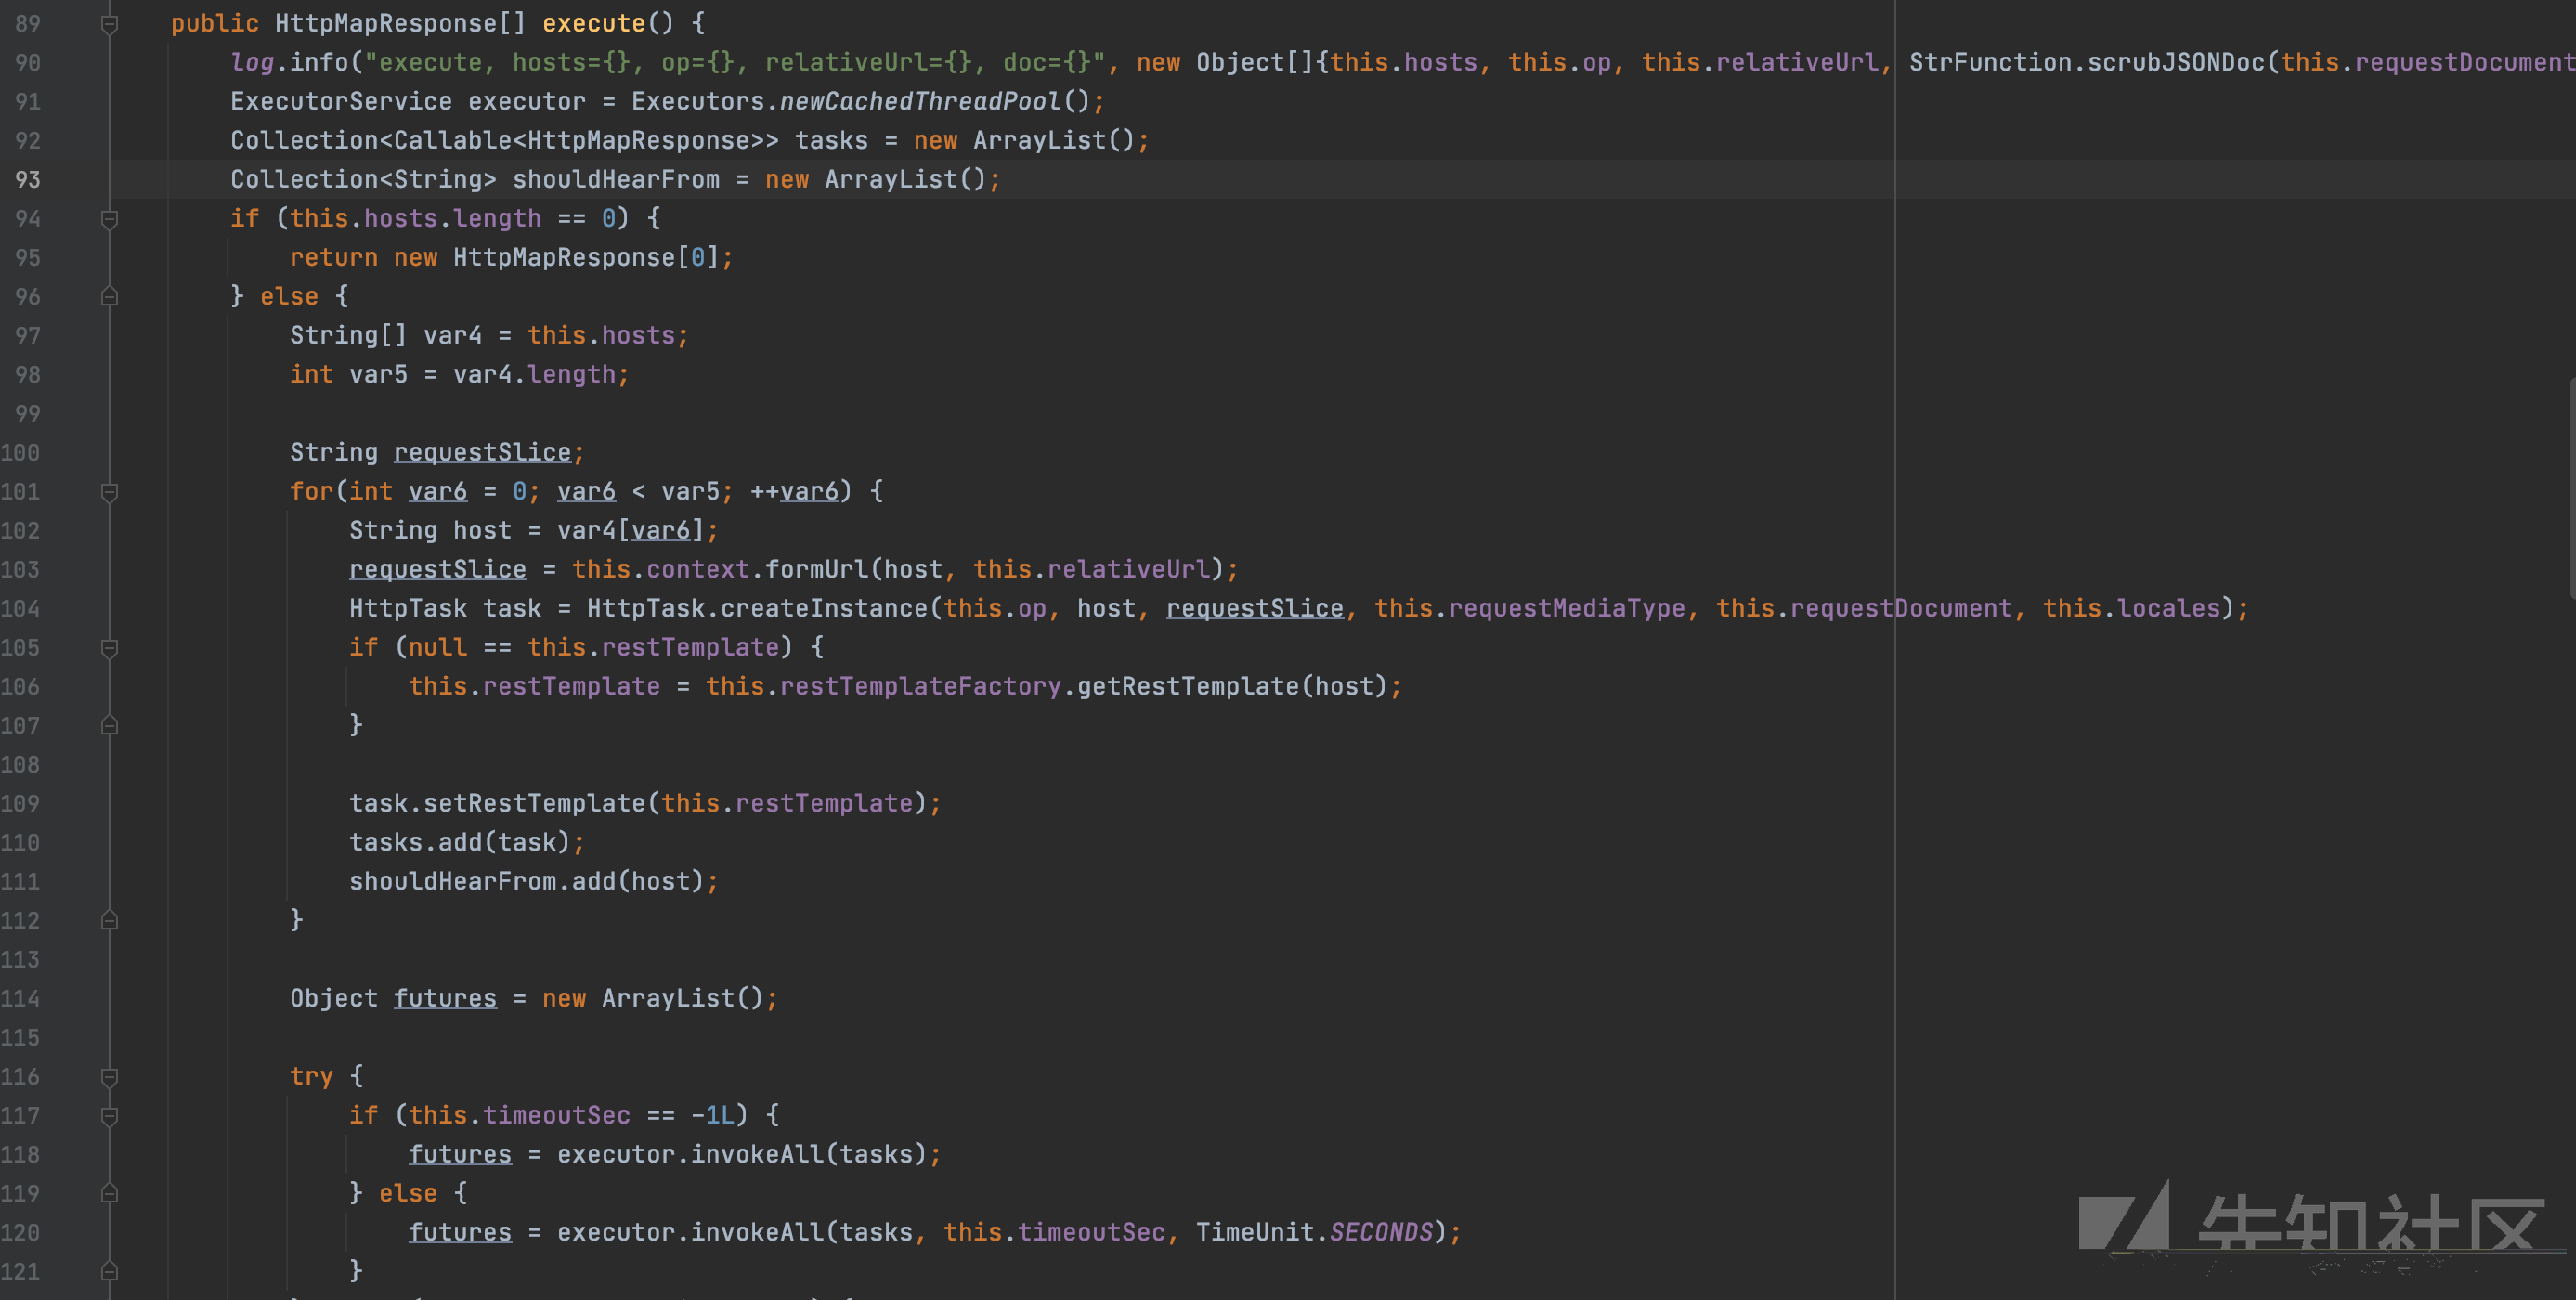 89 public HttpMapResponse[] execute() {
90 log.info("execute, hosts={}, op={}, relativeUrl={}, doc={}", new Object[]{this.hosts, this.op, this.relativeUrl, StrFunction.scrubJSONDoc(this.requestDocument
91 ExecutorService executor = Executors.newCachedThreadPool();
92 Collection<Callable<HttpMapResponse>> tasks = new ArrayList();
93 Collection<String> shouldHearFrom = new ArrayList();
94 if (this.hosts.length == 0) {
95 return new HttpMapResponse[0];
96 } else {
97 String[] var4 = this.hosts;
98 int var5 = var4.length;
99
100 String requestSlice;
101 for(int var6 = 0; var6 < var5; ++var6) {
102 String host = var4[var6];
103 requestSlice = this.context.formUrl(host, this.relativeUrl);
104 HttpTask task = HttpTask.createInstance(this.op, host, requestSlice, this.requestMediaType, this.requestDocument, this.locales);
105 if (null == this.restTemplate) {
106 this.restTemplate = this.restTemplateFactory.getRestTemplate(host);
107 }
108
109 task.setRestTemplate(this.restTemplate);
110 tasks.add(task);
111 shouldHearFrom.add(host);
112 }
113
114 Object futures = new ArrayList();
115
116 try {
117 if (this.timeoutSec == -1L) {
118 futures = executor.invokeAll(tasks);
119 } else {
120 futures = executor.invokeAll(tasks, this.timeoutSec, TimeUnit.SECONDS);
121 }
先知社区